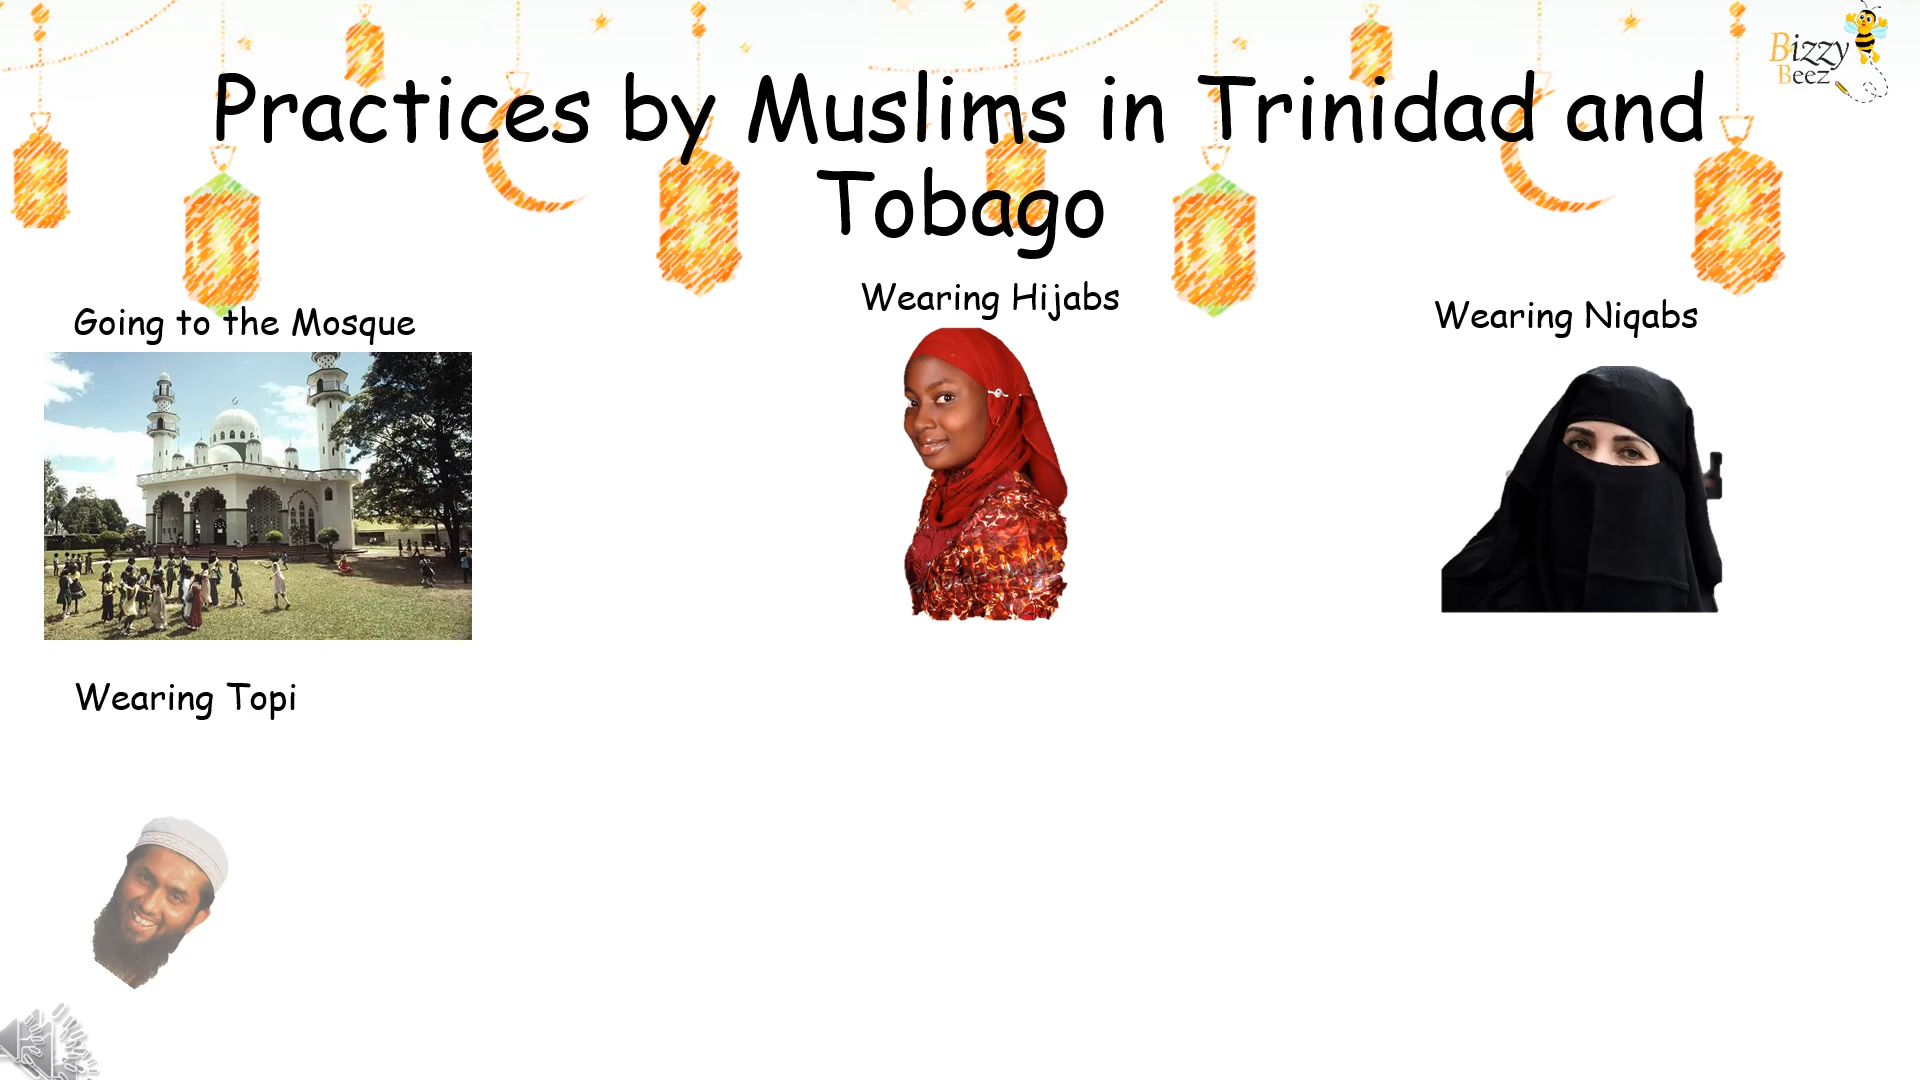 Bizzy
Beez
Practices by Muslims in Trinidad and
Tobago
Going to the Mosque
Wearing Hijabs
Wearing Niqabs
Wearing Topi